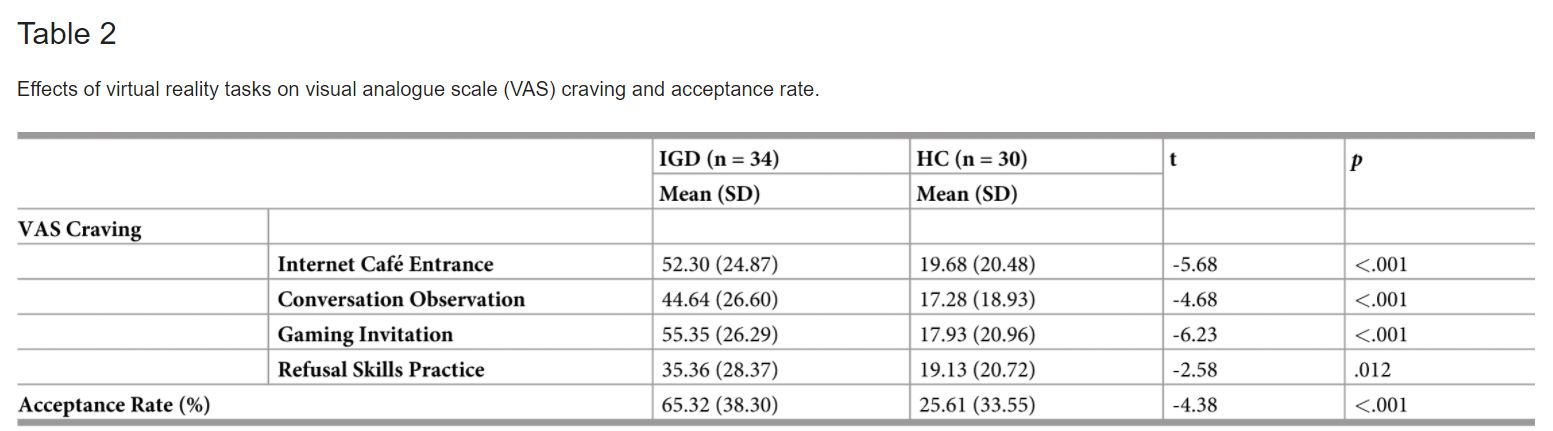 Table 2
Effects of virtual reality tasks on visual analogue scale (VAS) craving and acceptance rate.
IGD (n = 34) HC (n = 30) t p
Mean (SD) Mean (SD)
VAS Craving
Internet Café Entrance 52.30 (24.87) 19.68 (20.48) -5.68 <.001
Conversation Observation 44.64 (26.60) 17.28 (18.93) -4.68 <.001
Gaming Invitation 55.35 (26.29) 17.93 (20.96) -6.23 <.001
Refusal Skills Practice 35.36 (28.37) 19.13 (20.72) -2.58 .012
Acceptance Rate (%) 65.32 (38.30) 25.61 (33.55) -4.38 <.001